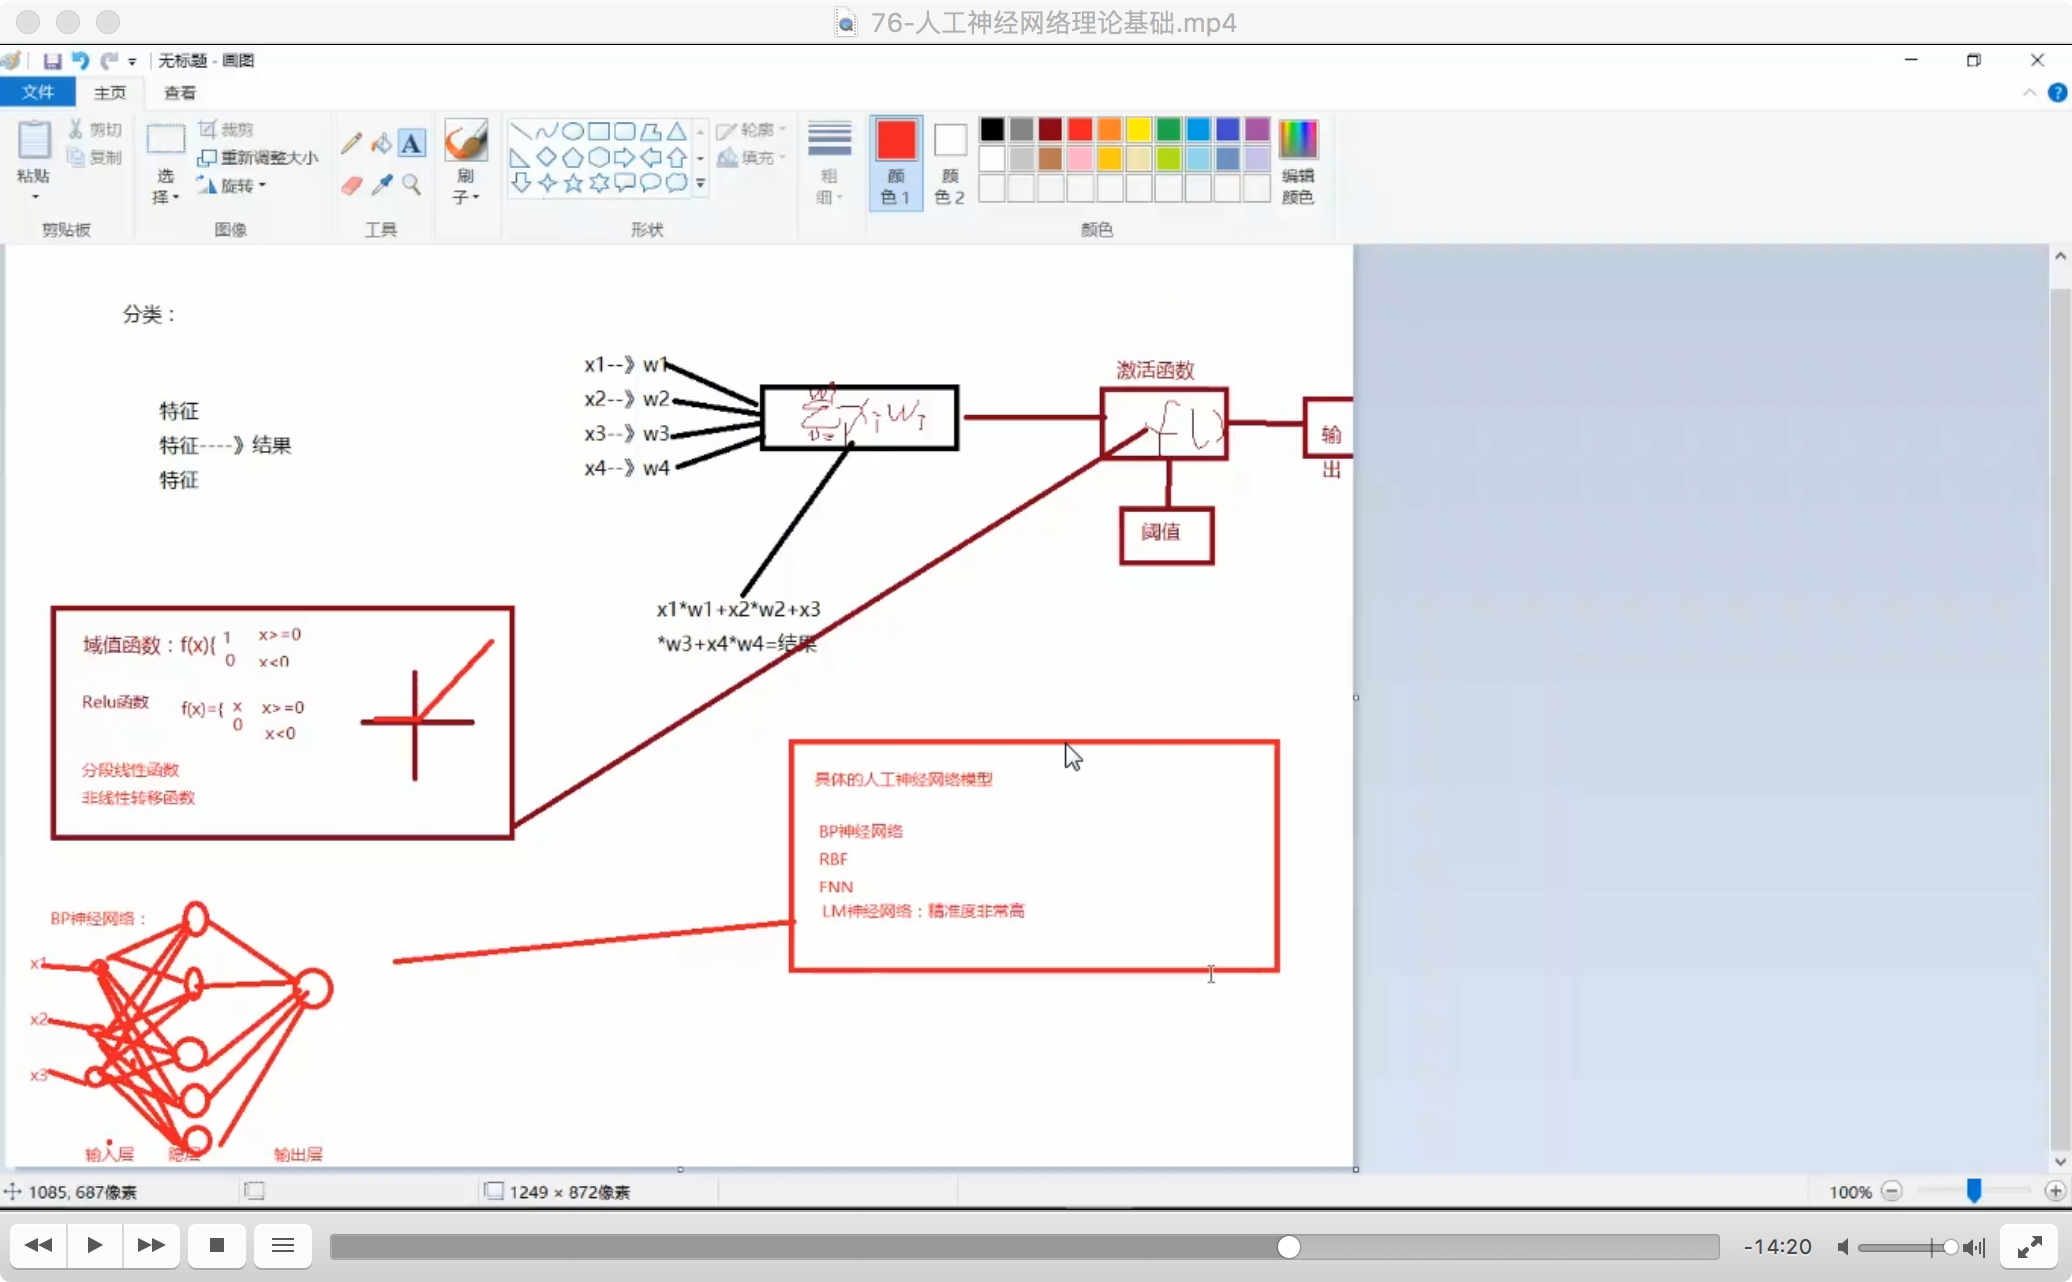 76-人工神经网络理论基础.mp4
无标题 - 画图
文件 主页 查看
粘贴
剪切
复制
剪贴板
选择
裁剪
重新调整大小
旋转
图像
A
工具
刷子
轮廓
填充
形状
粗细
颜色 1
颜色 2
编辑颜色
颜色
分类：
特征
特征----》结果
特征
x1--》w1
x2--》w2
x3--》w3
x4--》w4
激活函数
f()
输出
阈值
x1*w1+x2*w2+x3
*w3+x4*w4=结果
域值函数：f(x){ 1 x>=0
0 x<0
Relu函数 f(x)={ x x>=0
0 x<0
分段线性函数
非线性转移函数
具体的人工神经网络模型
BP神经网络
RBF
FNN
LM神经网络：精准度非常高
BP神经网络：
x1
x2
x3
输入层 隐层 输出层
1085, 687像素
1249 × 872像素
100%
-14:20